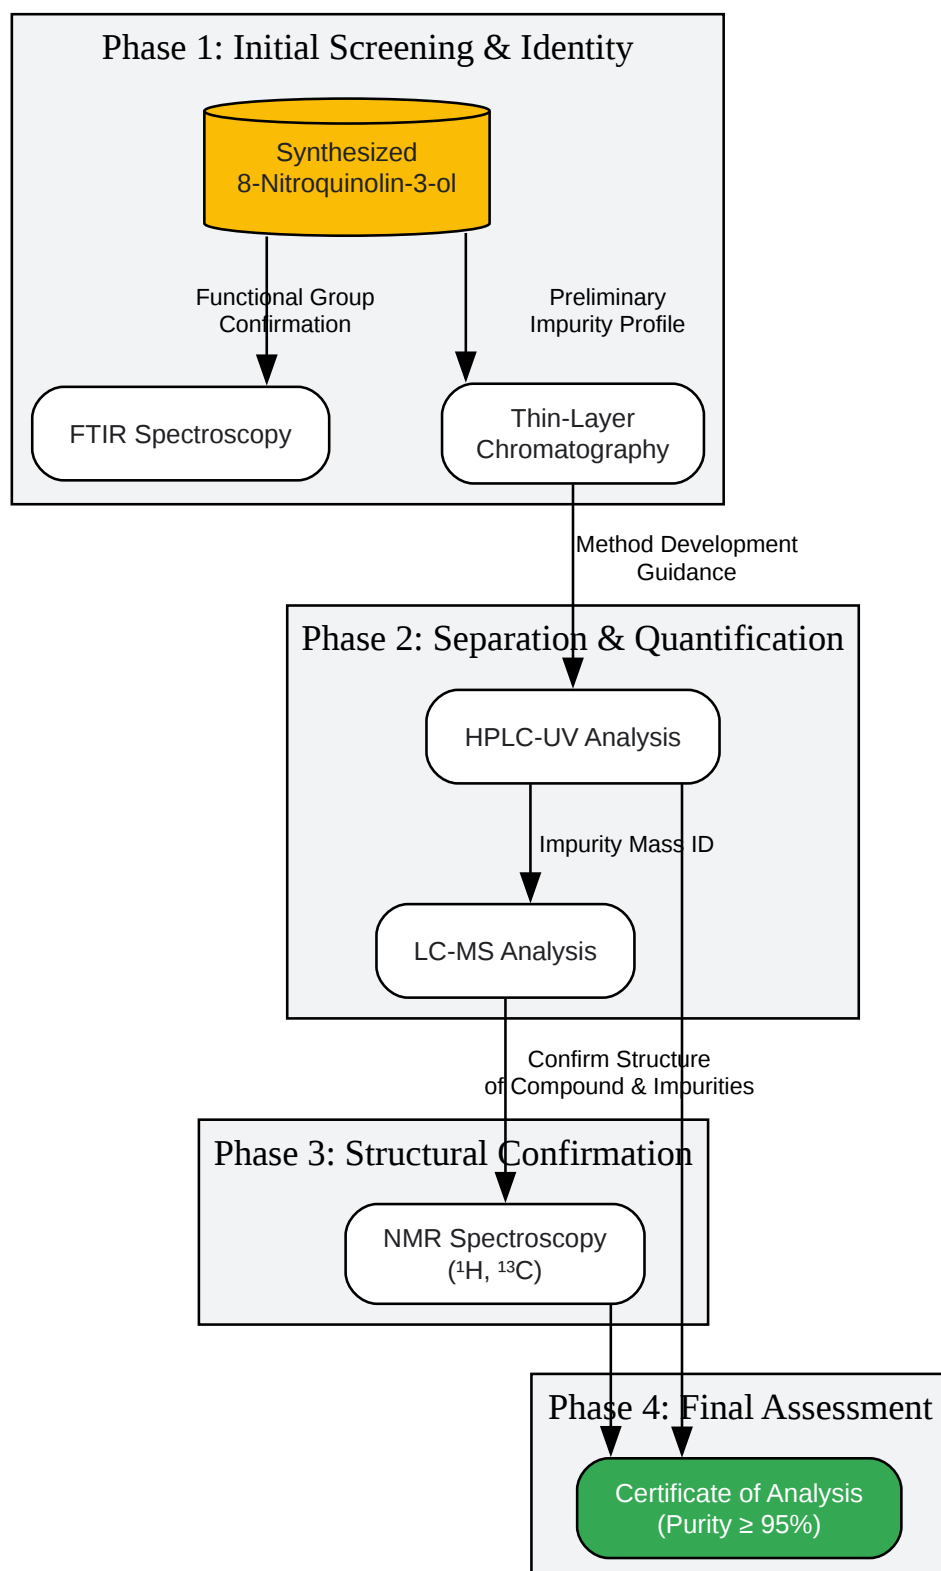 Phase 1: Initial Screening & Identity
Synthesized
8-Nitroquinolin-3-ol
Functional Group
Confirmation
Preliminary
Impurity Profile
FTIR Spectroscopy
Thin-Layer
Chromatography
Method Development
Guidance
Phase 2: Separation & Quantification
HPLC-UV Analysis
Impurity Mass ID
LC-MS Analysis
Confirm Structure
of Compound & Impurities
Phase 3: Structural Confirmation
NMR Spectroscopy
(¹H, ¹³C)
Phase 4: Final Assessment
Certificate of Analysis
(Purity ≥ 95%)